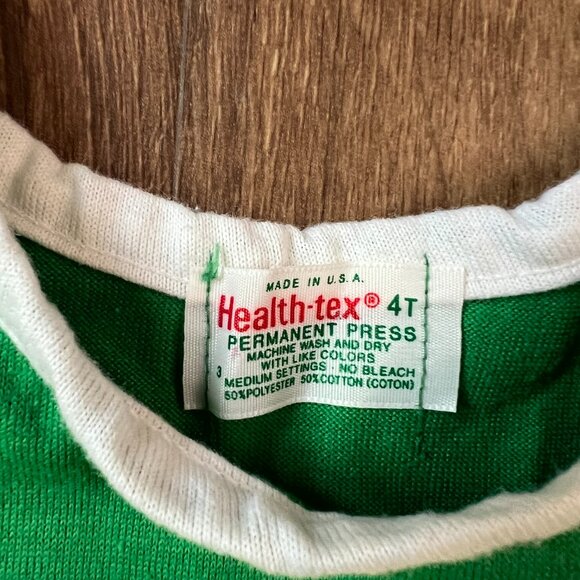 MADE IN U.S.A.
Health-tex® 4T
PERMANENT PRESS
MACHINE WASH AND DRY
WITH LIKE COLORS
3 MEDIUM SETTINGS - NO BLEACH
50%POLYESTER 50%COTTON (COTON)